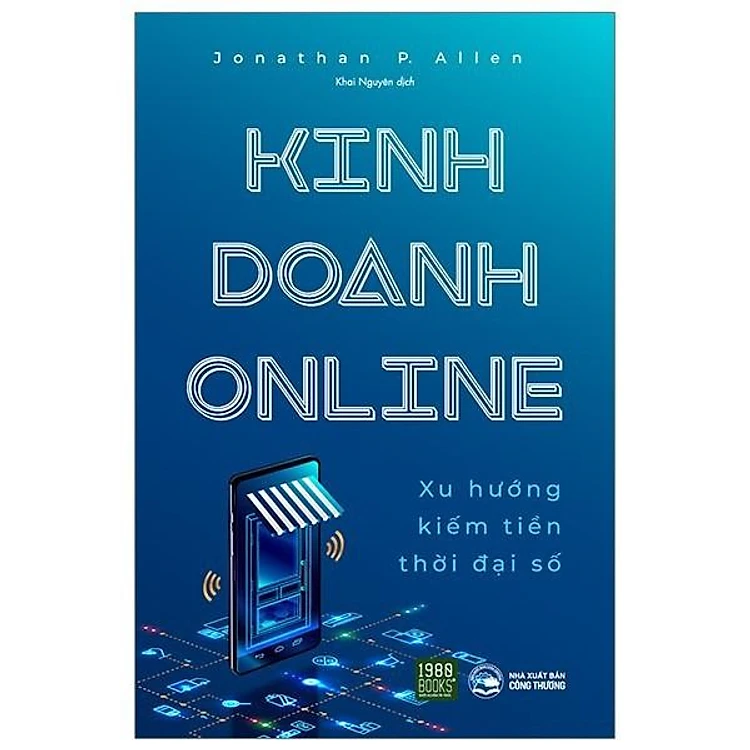 Jonathan P. Allen
Khai Nguyên dịch
KINH
DOANH
ONLINE
Xu hướng
kiếm tiền
thời đại số
1980
BOOKS
NHÀ XUẤT BẢN
CÔNG THƯƠNG